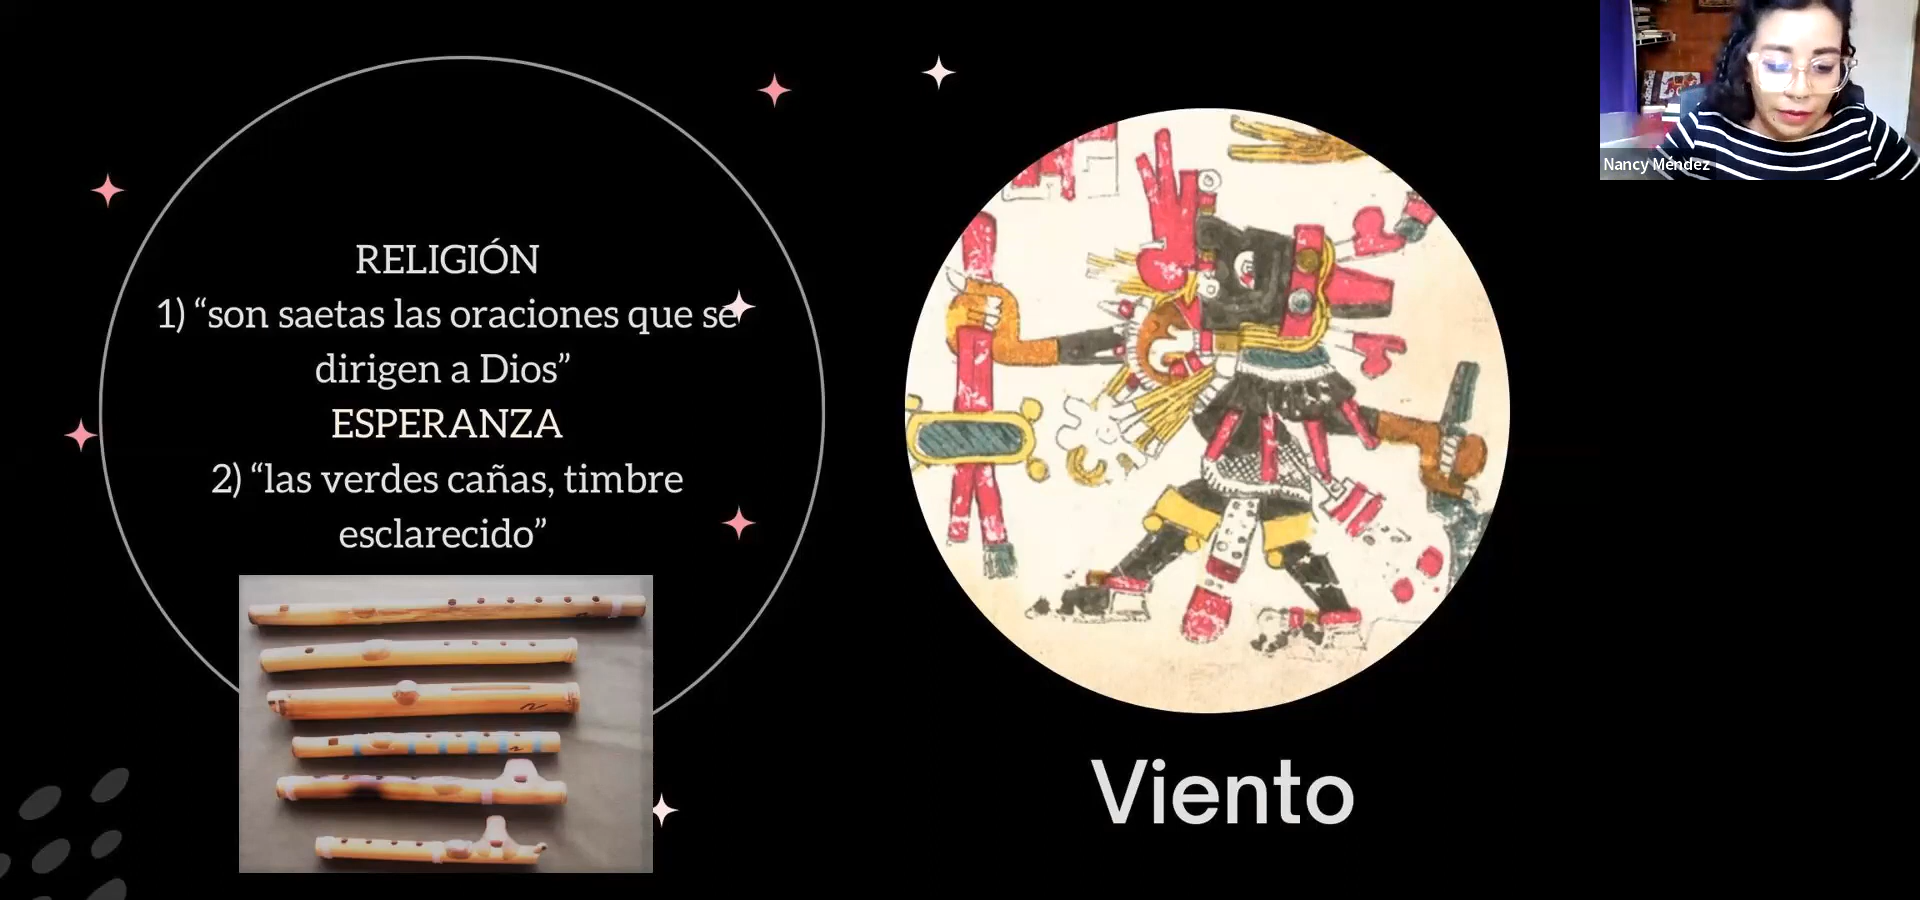 RELIGIÓN
1) “son saetas las oraciones que se
dirigen a Dios”
ESPERANZA
2) “las verdes cañas, timbre
esclarecido”
Viento
Nancy Méndez